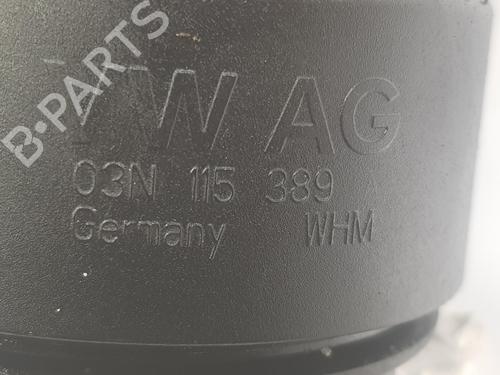 B-PARTS
VW AG
03N 115 389 A
Germany WHM